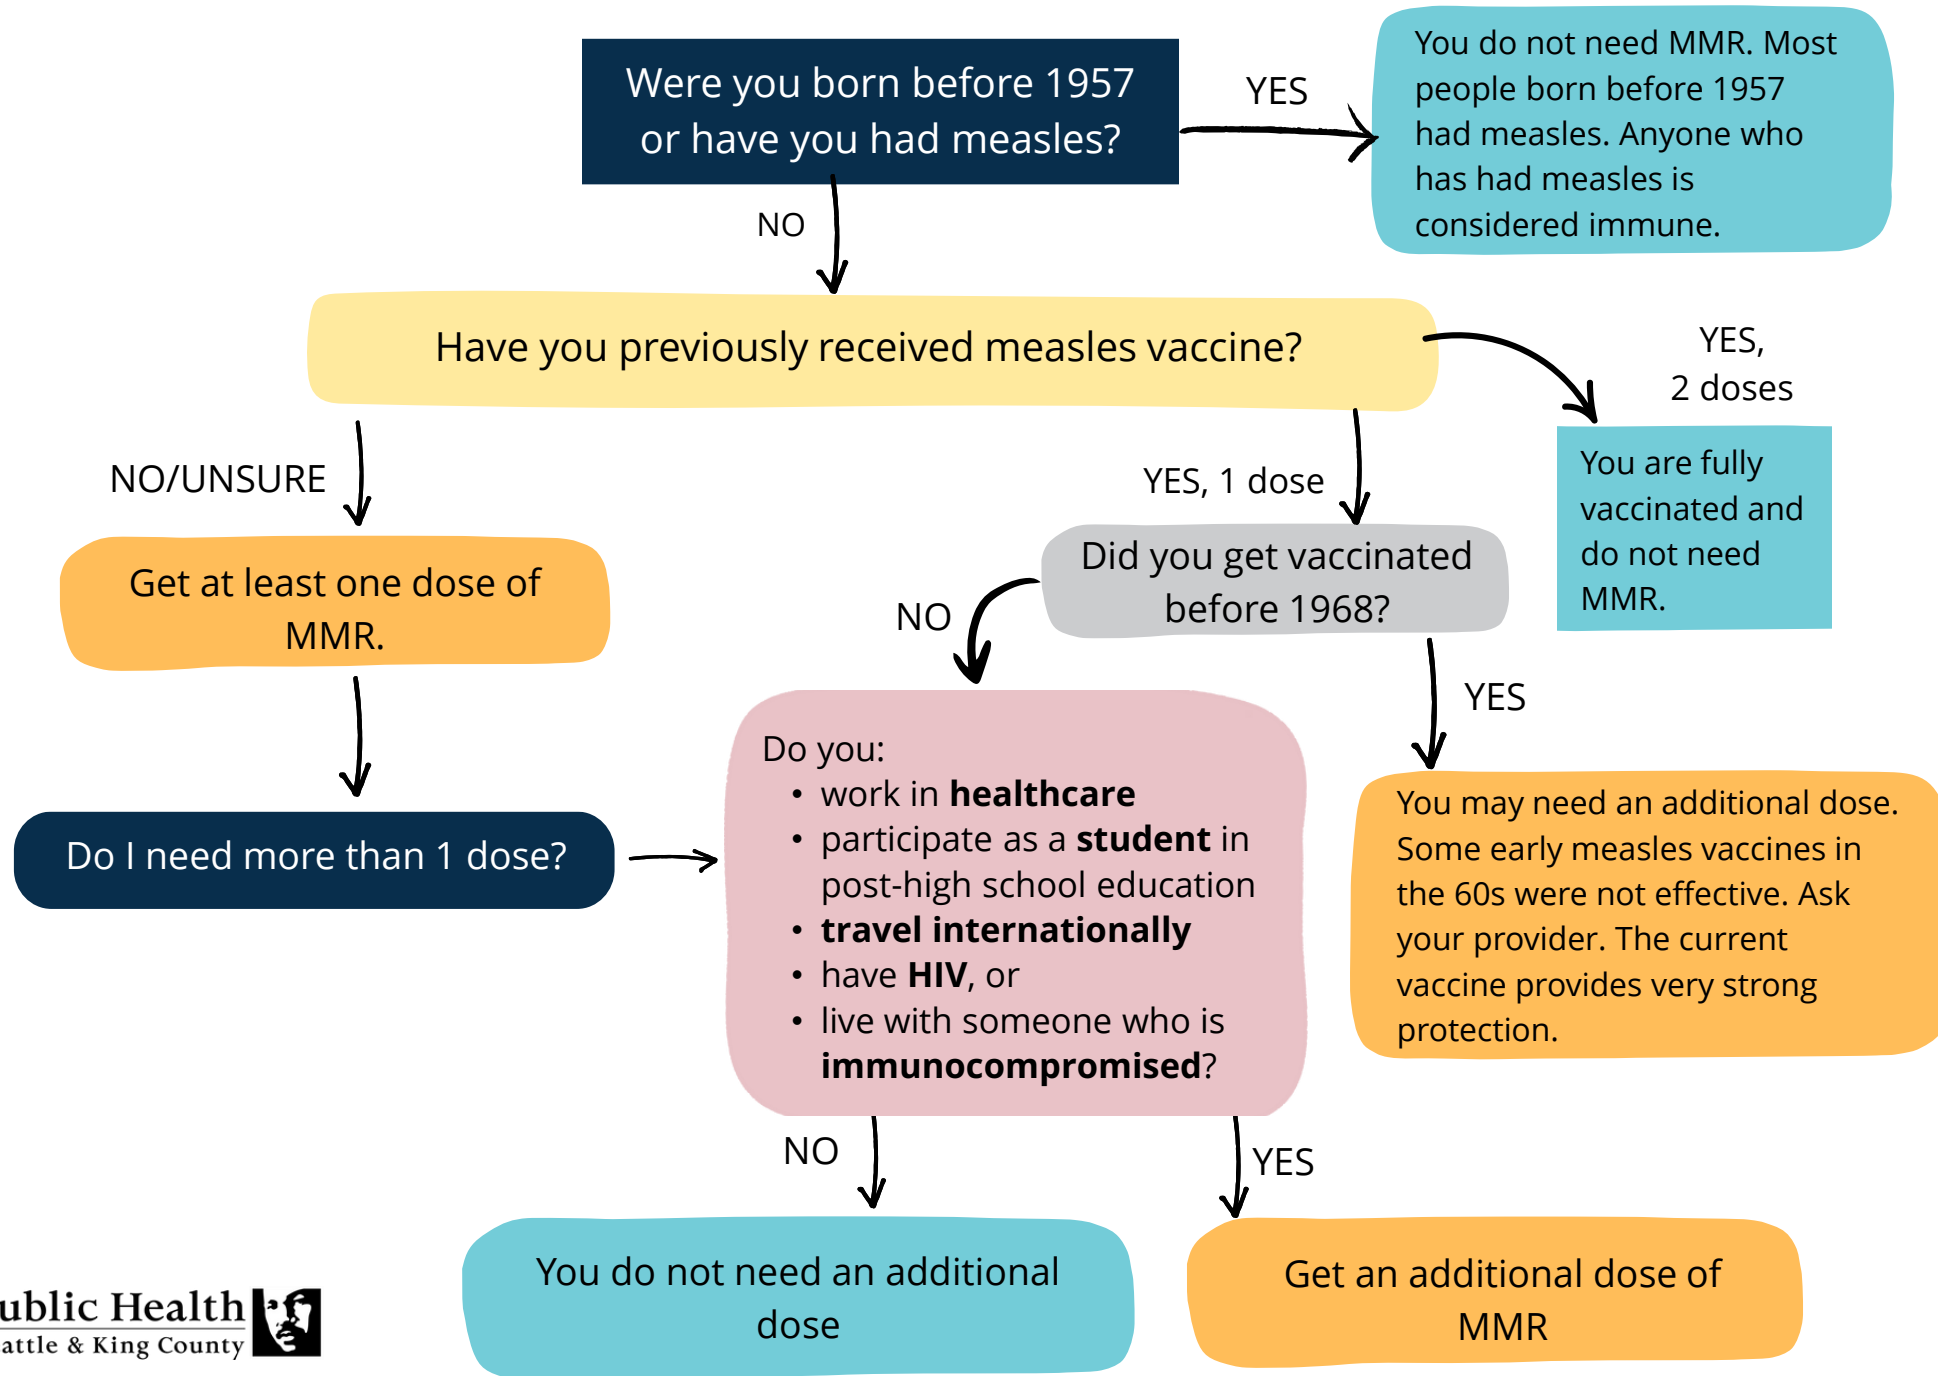 Were you born before 1957
or have you had measles?
YES
You do not need MMR. Most
people born before 1957
had measles. Anyone who
has had measles is
considered immune.
NO
Have you previously received measles vaccine?
YES,
2 doses
You are fully
vaccinated and
do not need
MMR.
NO/UNSURE
YES, 1 dose
Get at least one dose of
MMR.
Did you get vaccinated
before 1968?
NO
YES
Do I need more than 1 dose?
Do you:
• work in healthcare
• participate as a student in
post-high school education
• travel internationally
• have HIV, or
• live with someone who is
immunocompromised?
You may need an additional dose.
Some early measles vaccines in
the 60s were not effective. Ask
your provider. The current
vaccine provides very strong
protection.
NO
YES
You do not need an additional
dose
Get an additional dose of
MMR
ublic Health
attle & King County